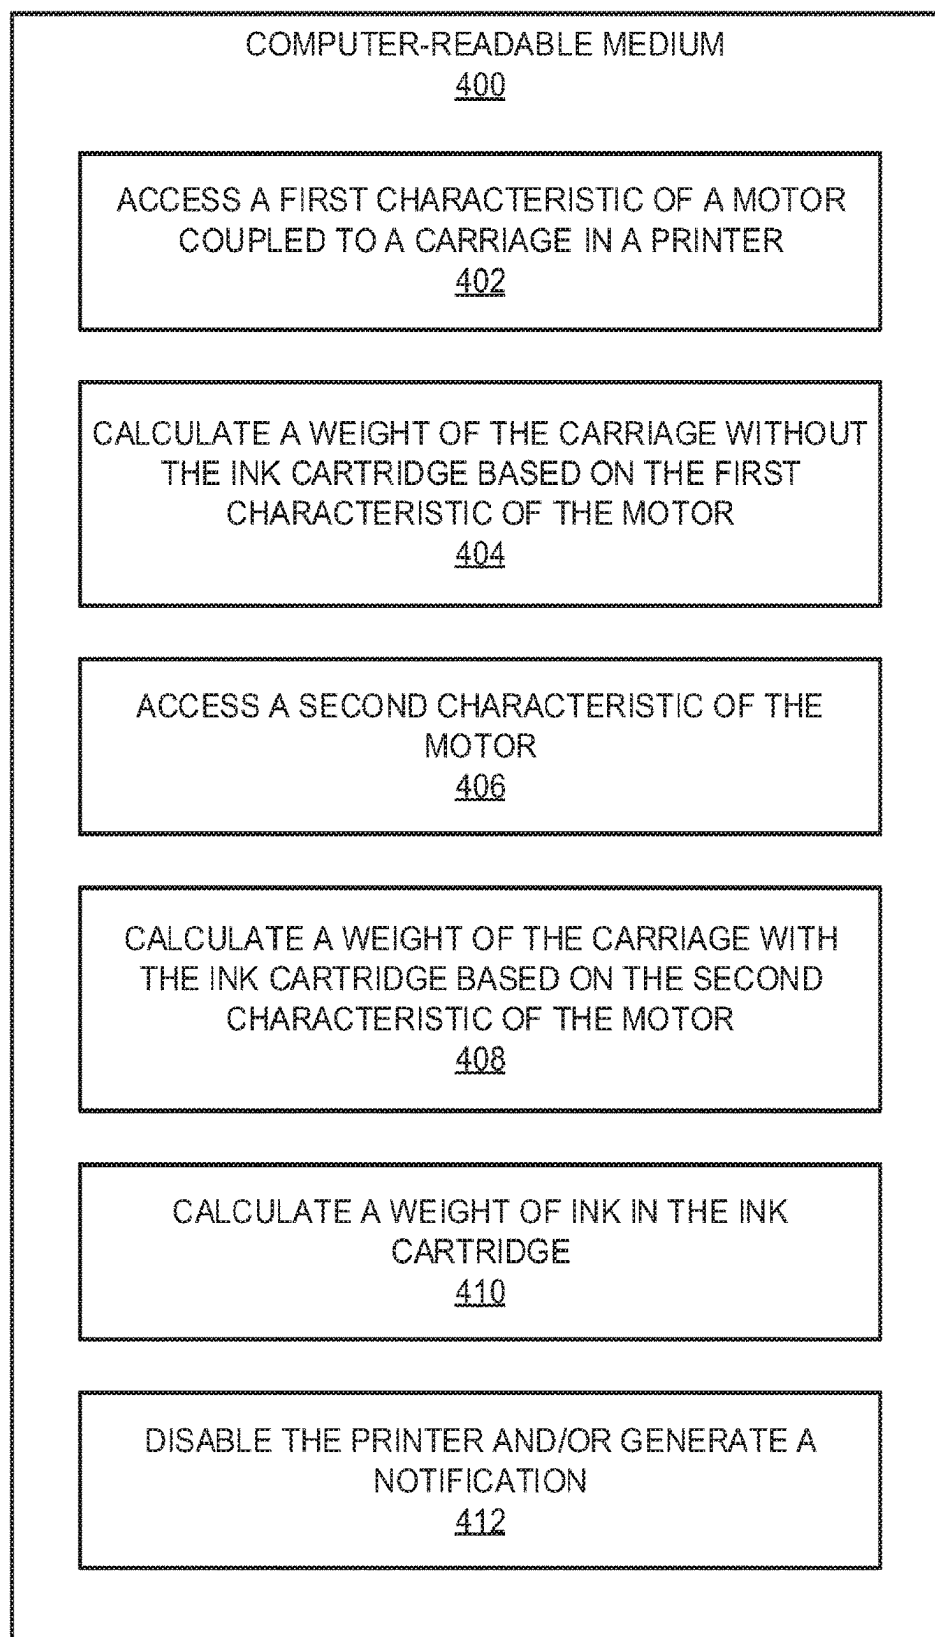 COMPUTER-READABLE MEDIUM
400
ACCESS A FIRST CHARACTERISTIC OF A MOTOR
COUPLED TO A CARRIAGE IN A PRINTER
402
CALCULATE A WEIGHT OF THE CARRIAGE WITHOUT
THE INK CARTRIDGE BASED ON THE FIRST
CHARACTERISTIC OF THE MOTOR
404
ACCESS A SECOND CHARACTERISTIC OF THE
MOTOR
406
CALCULATE A WEIGHT OF THE CARRIAGE WITH
THE INK CARTRIDGE BASED ON THE SECOND
CHARACTERISTIC OF THE MOTOR
408
CALCULATE A WEIGHT OF INK IN THE INK
CARTRIDGE
410
DISABLE THE PRINTER AND/OR GENERATE A
NOTIFICATION
412